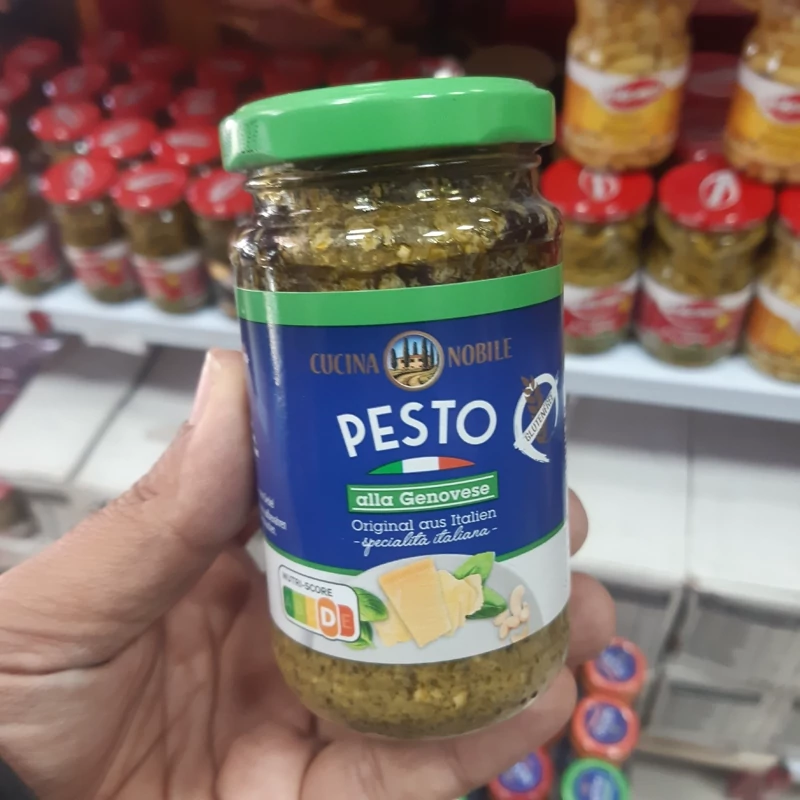 CUCINA NOBILE
PESTO
GLUTENFREI
alla Genovese
Original aus Italien
-specialità italiana-
NUTRI-SCORE
D E